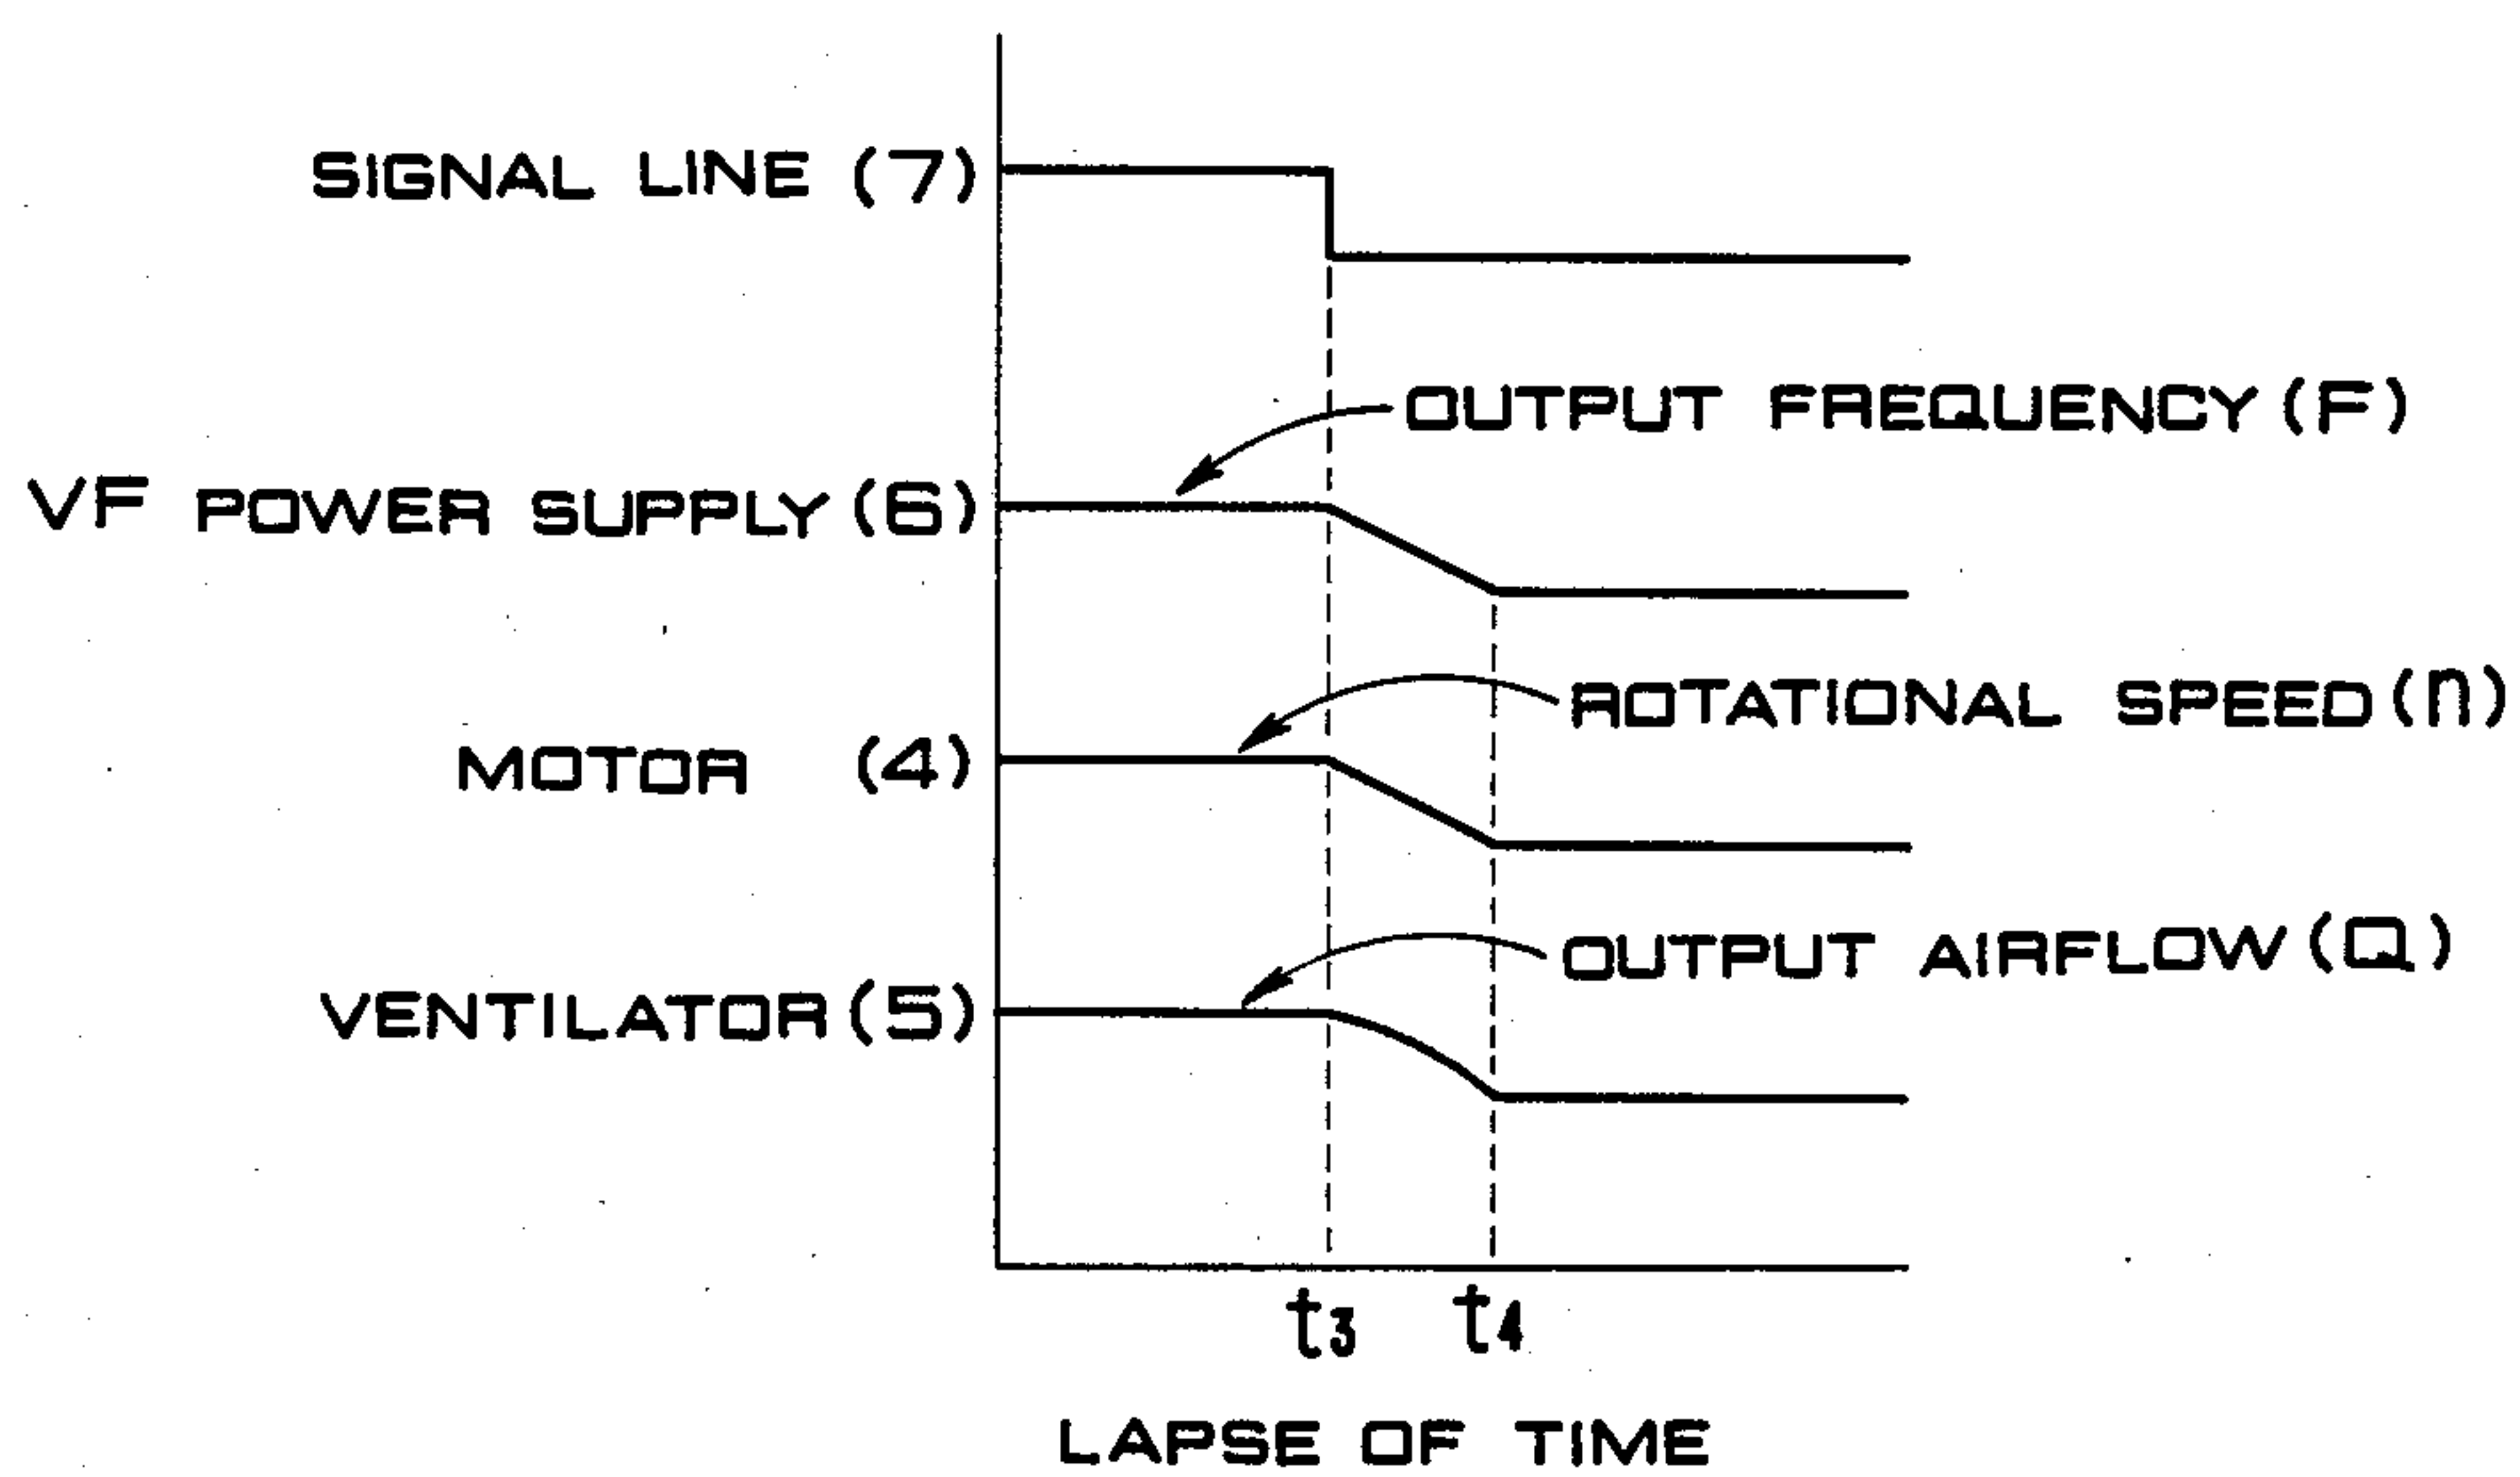 SIGNAL LINE (7)
OUTPUT FREQUENCY (F)
VF POWER SUPPLY (6)
ROTATIONAL SPEED (n)
MOTOR (4)
OUTPUT AIRFLOW (Q)
VENTILATOR (5)
t3 t4
LAPSE OF TIME